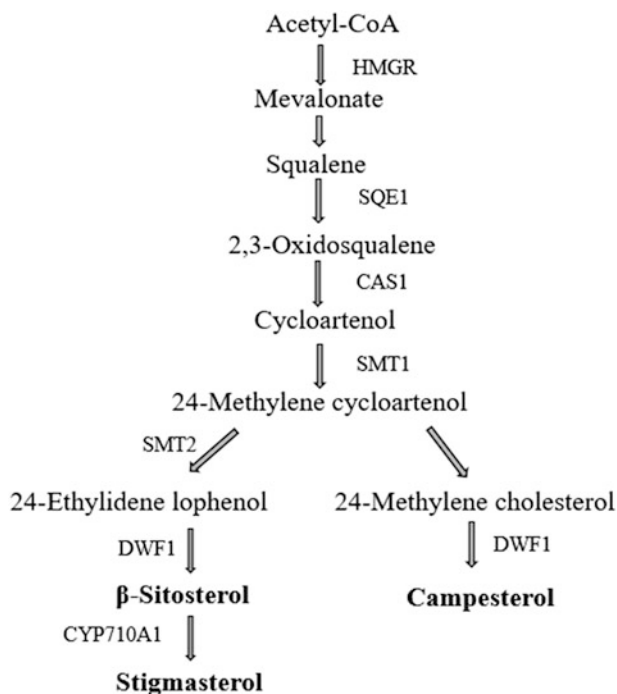 Acetyl-CoA
HMGR
Mevalonate
Squalene
SQE1
2,3-Oxidosqualene
CAS1
Cycloartenol
SMT1
24-Methylene cycloartenol
SMT2
24-Ethylidene lophenol 24-Methylene cholesterol
DWF1 DWF1
β-Sitosterol Campesterol
CYP710A1
Stigmasterol